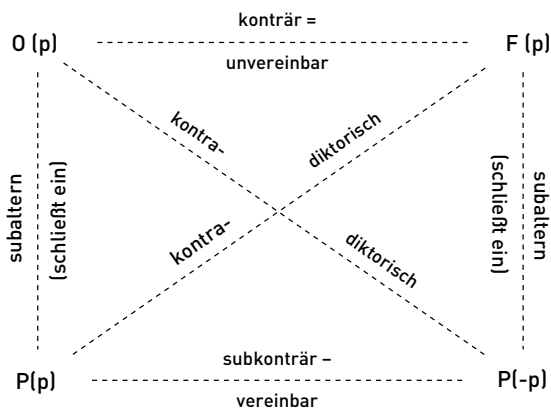 konträr =
O (p)
F (p)
unvereinbar
kontra-
diktorisch
subaltern
(schließt ein)
(schließt ein)
subaltern
kontra-
diktorisch
subkonträr –
P(p)
P(-p)
vereinbar